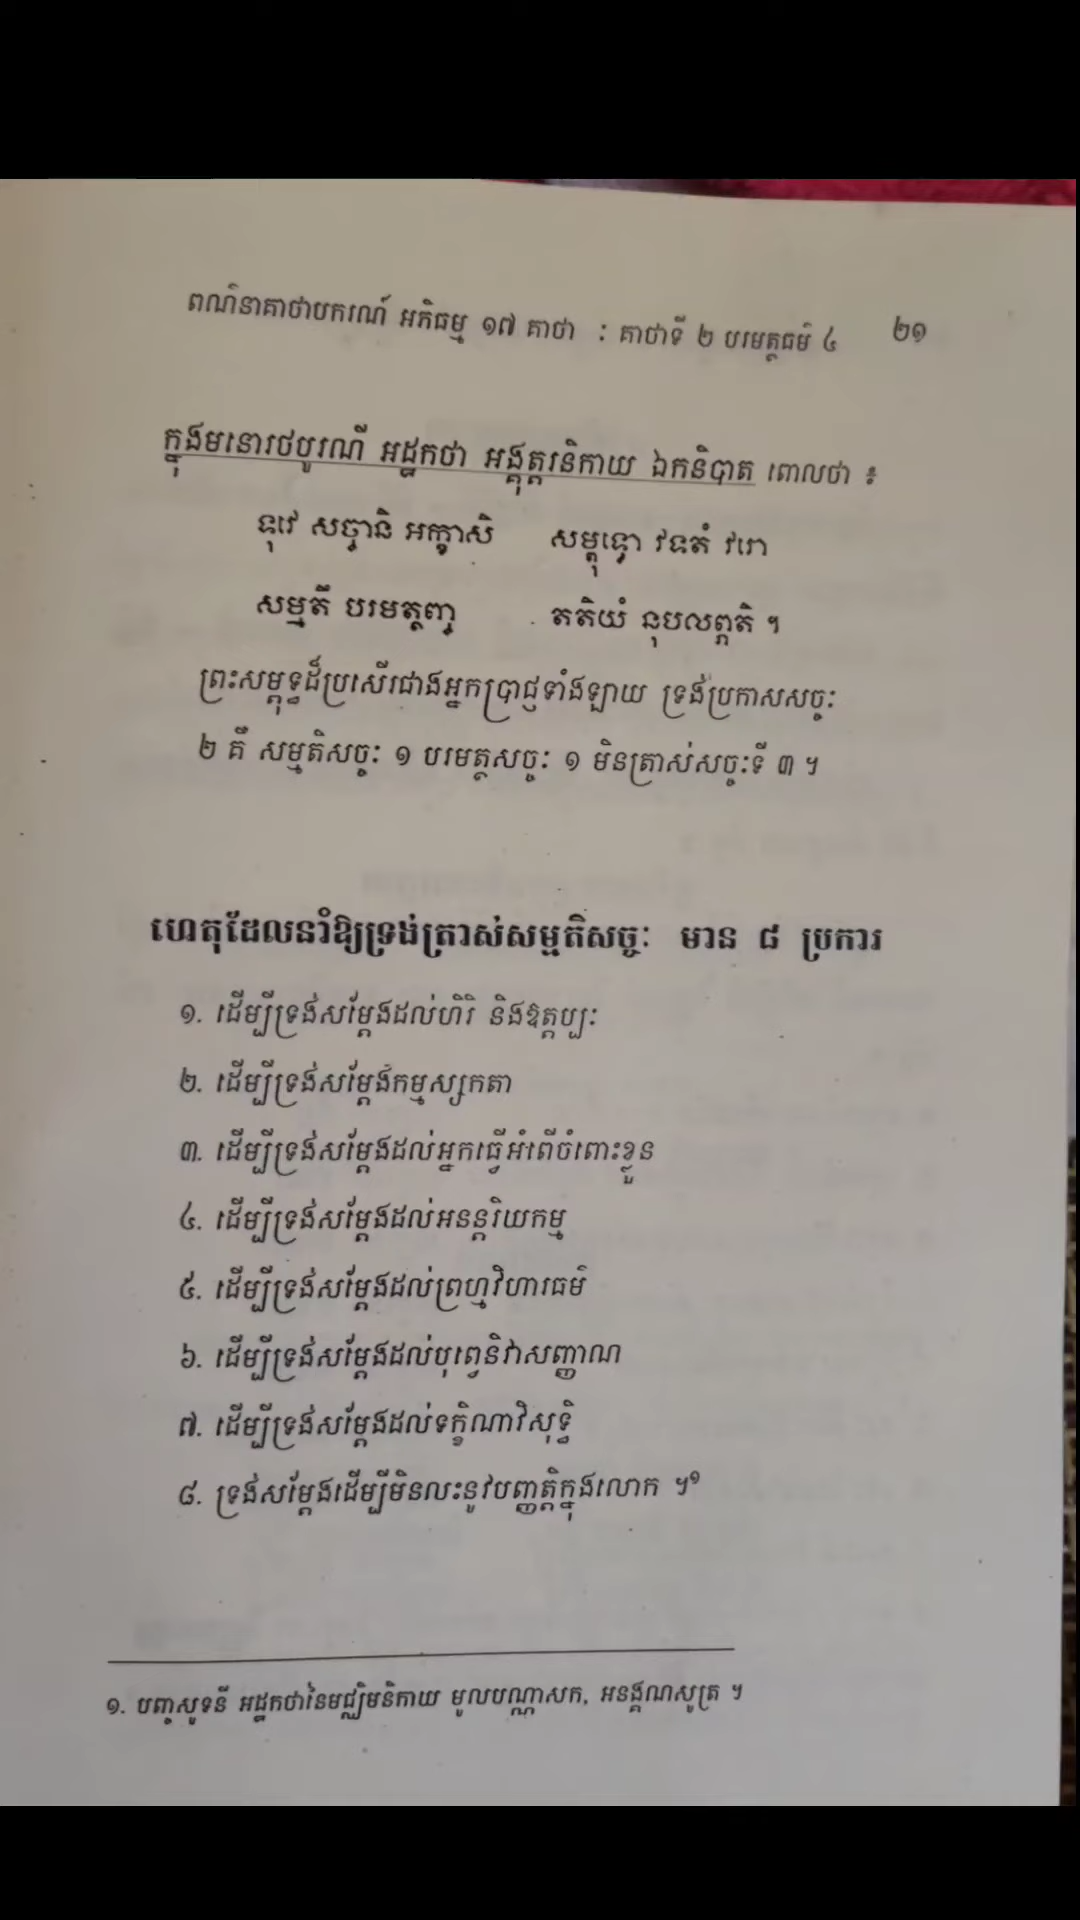 ពណ៌នាគាថាបករណ៍ អភិធម្ម ១៧ គាថា : គាថាទី ២ បរមត្ថធម៌ ៤ ២១
ក្នុងមនោរថបូរណី អដ្ឋកថា អង្គុត្តរនិកាយ ឯកនិបាត ពោលថា ៖
ទុវេ សច្ចានិ អក្ខាសិ សម្ពុទ្ធោ វទតំ វរោ
សម្មតឹ បរមត្ថញ្ច តតិយំ នុបលព្ភតិ ។
ព្រះសម្ពុទ្ធដ៏ប្រសើរជាងអ្នកប្រាជ្ញទាំងឡាយ ទ្រង់ប្រកាសសច្ចៈ
២ គឺ សម្មតិសច្ចៈ ១ បរមត្ថសច្ចៈ ១ មិនត្រាស់សច្ចៈទី ៣ ។
ហេតុដែលនាំឱ្យទ្រង់ត្រាស់សម្មតិសច្ចៈ មាន ៨ ប្រការ
១. ដើម្បីទ្រង់សម្ដែងដល់ហិរិ និងឱត្តប្បៈ
២. ដើម្បីទ្រង់សម្ដែងកម្មស្សកតា
៣. ដើម្បីទ្រង់សម្ដែងដល់អ្នកធ្វើអំពើចំពោះខ្លួន
៤. ដើម្បីទ្រង់សម្ដែងដល់អនន្តរិយកម្ម
៥. ដើម្បីទ្រង់សម្ដែងដល់ព្រហ្មវិហារធម៌
៦. ដើម្បីទ្រង់សម្ដែងដល់បុព្វេនិវាសញ្ញាណ
៧. ដើម្បីទ្រង់សម្ដែងដល់ទក្ខិណាវិសុទ្ធិ
៨. ទ្រង់សម្ដែងដើម្បីមិនលះនូវបញ្ញត្តិក្នុងលោក ។១
១. បញ្ចសូទនី អដ្ឋកថានៃមជ្ឈិមនិកាយ មូលបណ្ណាសក, អនង្គណសូត្រ ។